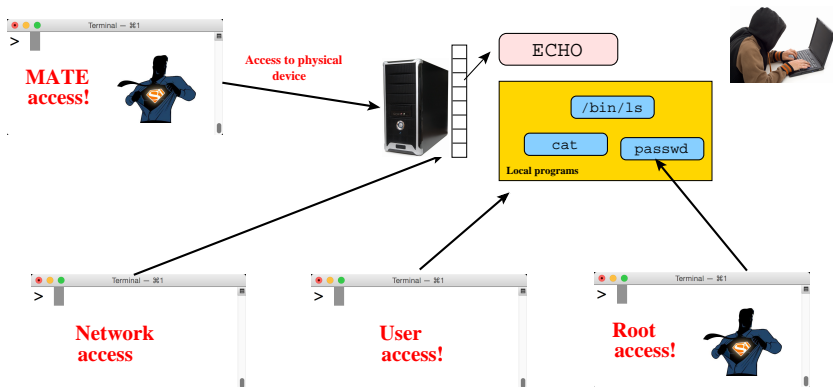 Terminal — ⌘1
>
MATE
access!
Access to physical
device
ECHO
/bin/ls
cat
passwd
Local programs
Terminal — ⌘1
>
Network
access
Terminal — ⌘1
>
User
access!
Terminal — ⌘1
>
Root
access!